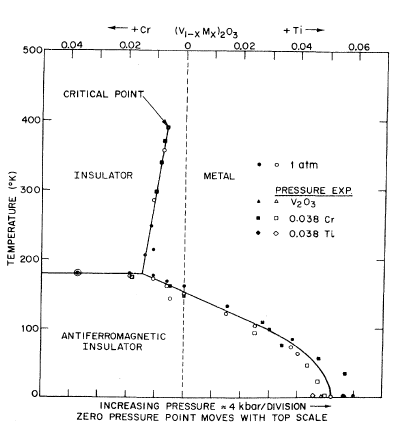 ← +Cr (V₁₋ₓ Mₓ)₂O₃ +Ti →
0.04 0.02 0 0.02 0.04 0.06
500
CRITICAL POINT
400
INSULATOR METAL
● ○ 1 atm
PRESSURE EXP.
▲ △ V₂O₃
■ □ 0.038 Cr
◆ ◇ 0.038 Ti
300
TEMPERATURE (°K)
200
100
ANTIFERROMAGNETIC
INSULATOR
0
INCREASING PRESSURE ≈ 4 kbar/DIVISION →
ZERO PRESSURE POINT MOVES WITH TOP SCALE